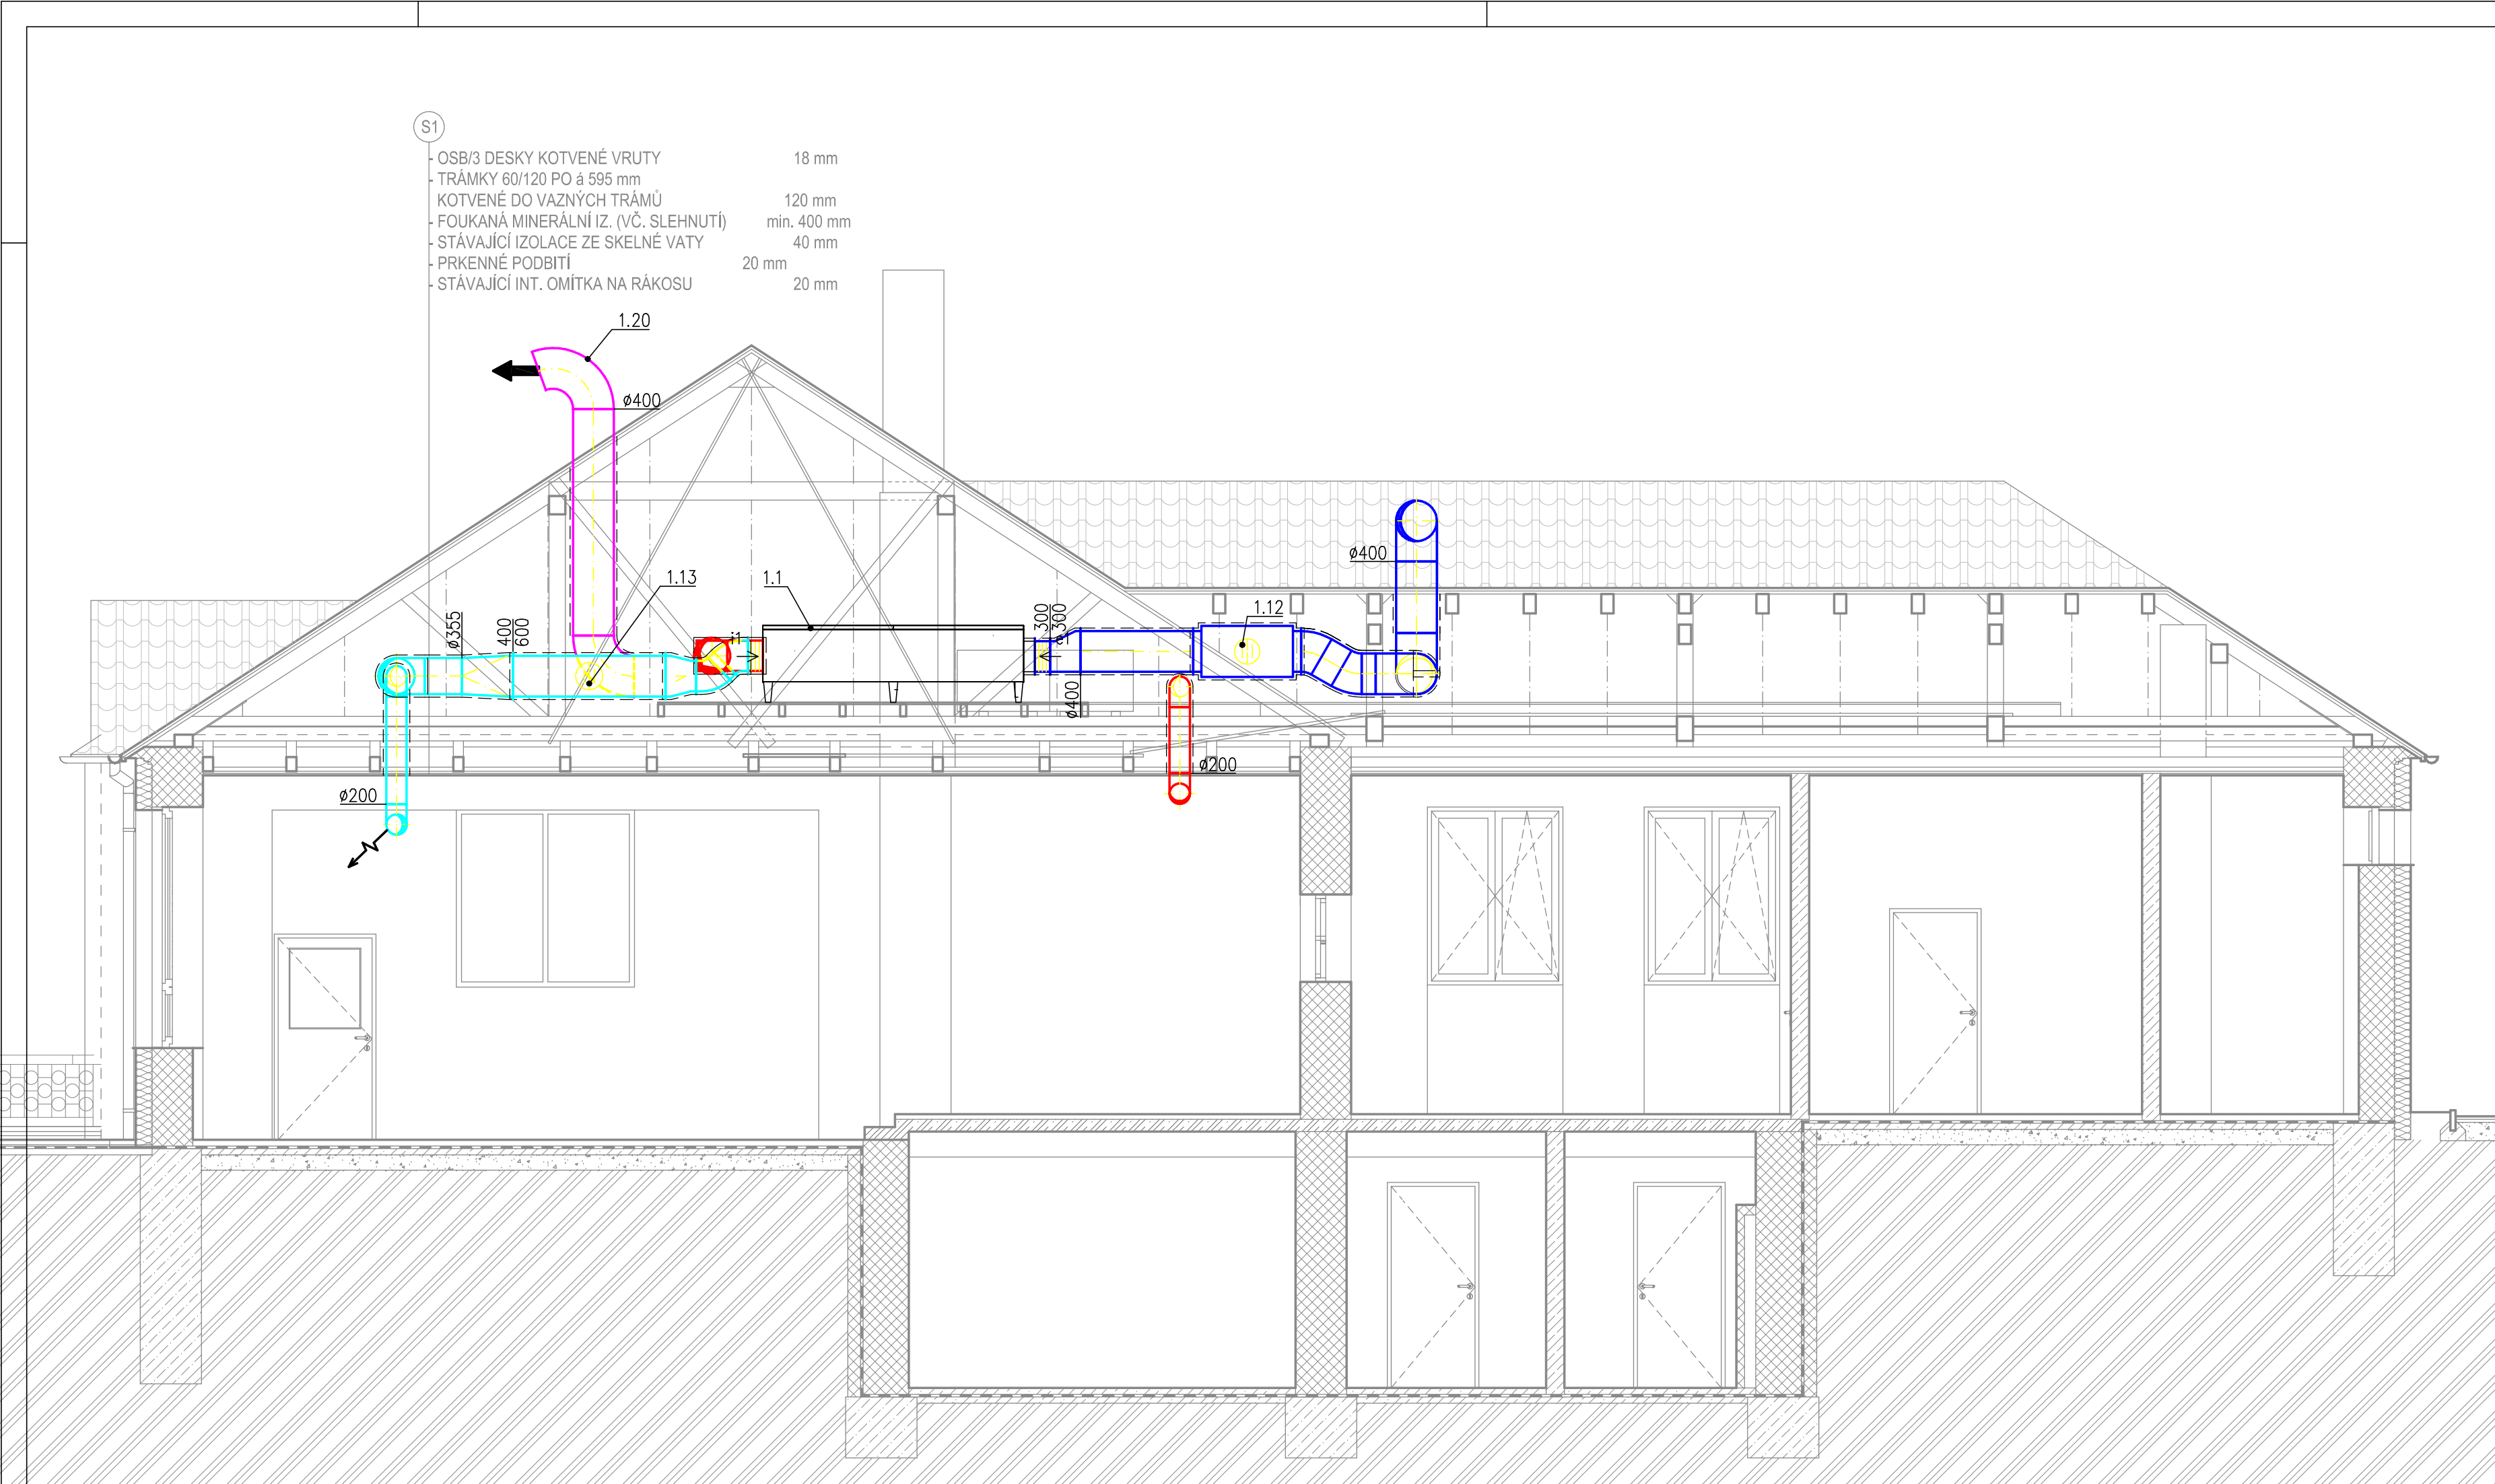 S1
- OSB/3 DESKY KOTVENÉ VRUTY 18 mm
- TRÁMKY 60/120 PO á 595 mm
KOTVENÉ DO VAZNÝCH TRÁMŮ 120 mm
- FOUKANÁ MINERÁLNÍ IZ. (VČ. SLEHNUTÍ) min. 400 mm
- STÁVAJÍCÍ IZOLACE ZE SKELNÉ VATY 40 mm
- PRKENNÉ PODBITÍ 20 mm
- STÁVAJÍCÍ INT. OMÍTKA NA RÁKOSU 20 mm
1.20
ø400
ø400
1.13
1.1
1.12
ø355
400
600
i1
300
300
e1
ø400
ø200
ø200